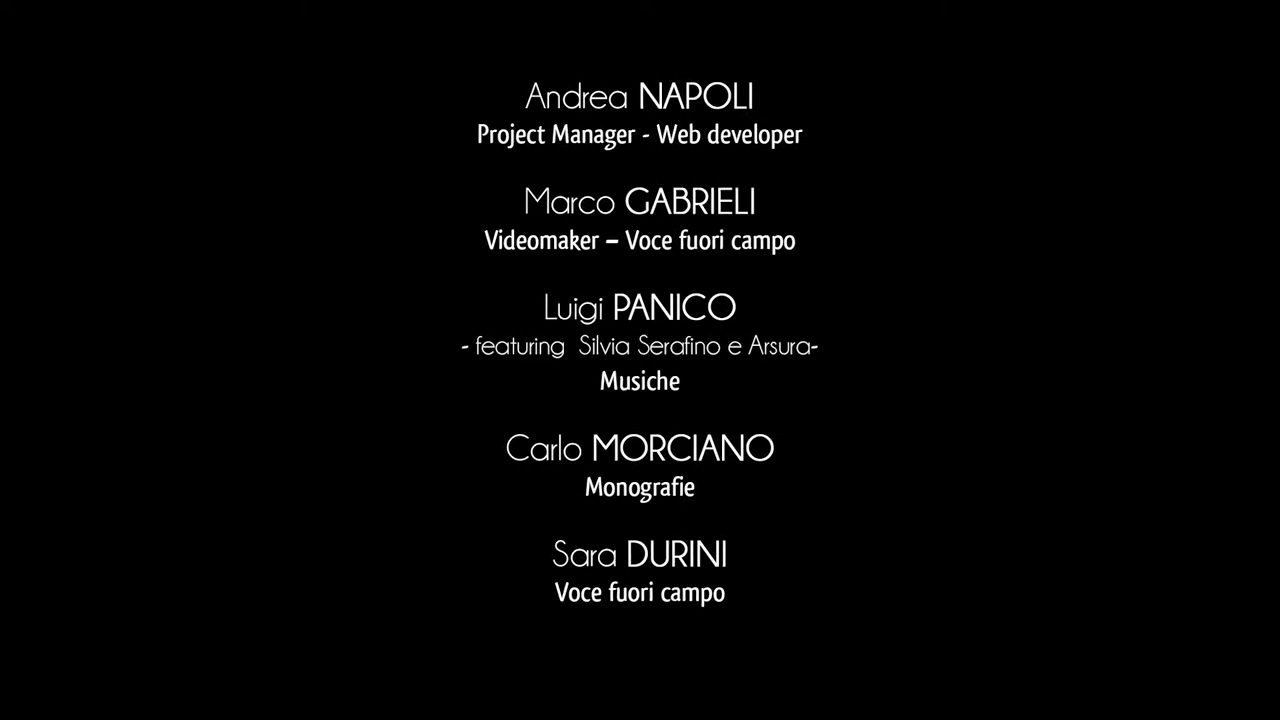 Andrea NAPOLI
Project Manager - Web developer
Marco GABRIELI
Videomaker – Voce fuori campo
Luigi PANICO
- featuring Silvia Serafino e Arsura-
Musiche
Carlo MORCIANO
Monografie
Sara DURINI
Voce fuori campo